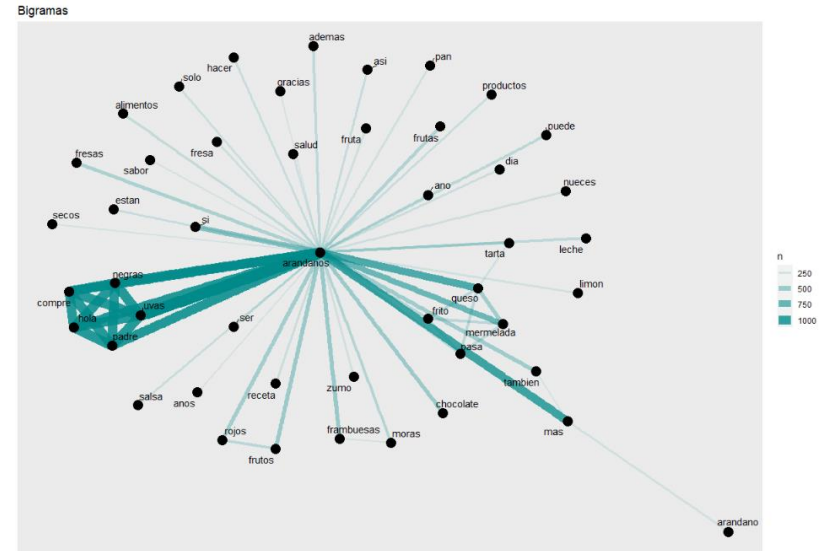 Bigramas
ademas
hacer
asi
pan
solo
gracias
productos
alimentos
fruta
frutas
puede
fresa
salud
fresas
sabor
dia
ano
nueces
estan
si
secos
tarta
leche
arandanos
negras
compre
queso
limon
uvas
hola
frito
ser
padre
mermelada
pasa
tambien
zumo
receta
salsa
anos
chocolate
mas
rojos
frambuesas
moras
frutos
arandano
n
250
500
750
1000